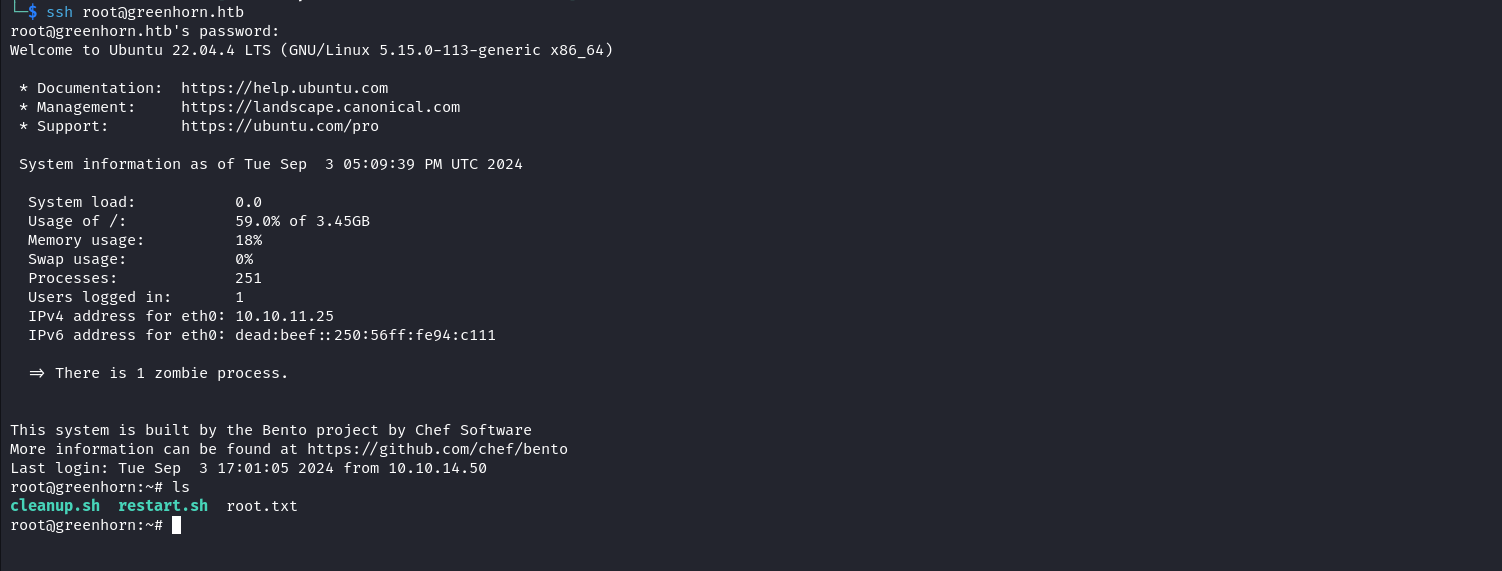 └─$ ssh root@greenhorn.htb
root@greenhorn.htb's password:
Welcome to Ubuntu 22.04.4 LTS (GNU/Linux 5.15.0-113-generic x86_64)
* Documentation:  https://help.ubuntu.com
* Management:     https://landscape.canonical.com
* Support:        https://ubuntu.com/pro
System information as of Tue Sep  3 05:09:39 PM UTC 2024
System load:           0.0
Usage of /:            59.0% of 3.45GB
Memory usage:          18%
Swap usage:            0%
Processes:             251
Users logged in:       1
IPv4 address for eth0: 10.10.11.25
IPv6 address for eth0: dead:beef::250:56ff:fe94:c111
=> There is 1 zombie process.
This system is built by the Bento project by Chef Software
More information can be found at https://github.com/chef/bento
Last login: Tue Sep  3 17:01:05 2024 from 10.10.14.50
root@greenhorn:~# ls
cleanup.sh  restart.sh  root.txt
root@greenhorn:~#